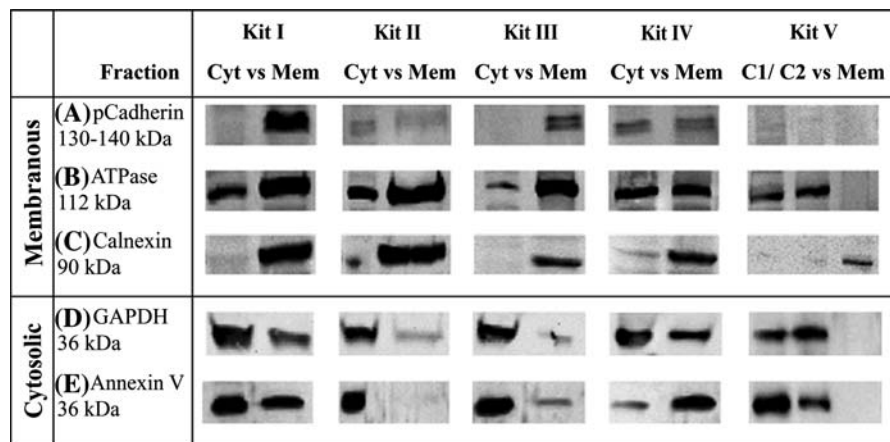 Kit I Kit II Kit III Kit IV Kit V
Fraction Cyt vs Mem Cyt vs Mem Cyt vs Mem Cyt vs Mem C1/ C2 vs Mem
Membranous
(A) pCadherin
130-140 kDa
(B) ATPase
112 kDa
(C) Calnexin
90 kDa
Cytosolic
(D) GAPDH
36 kDa
(E) Annexin V
36 kDa